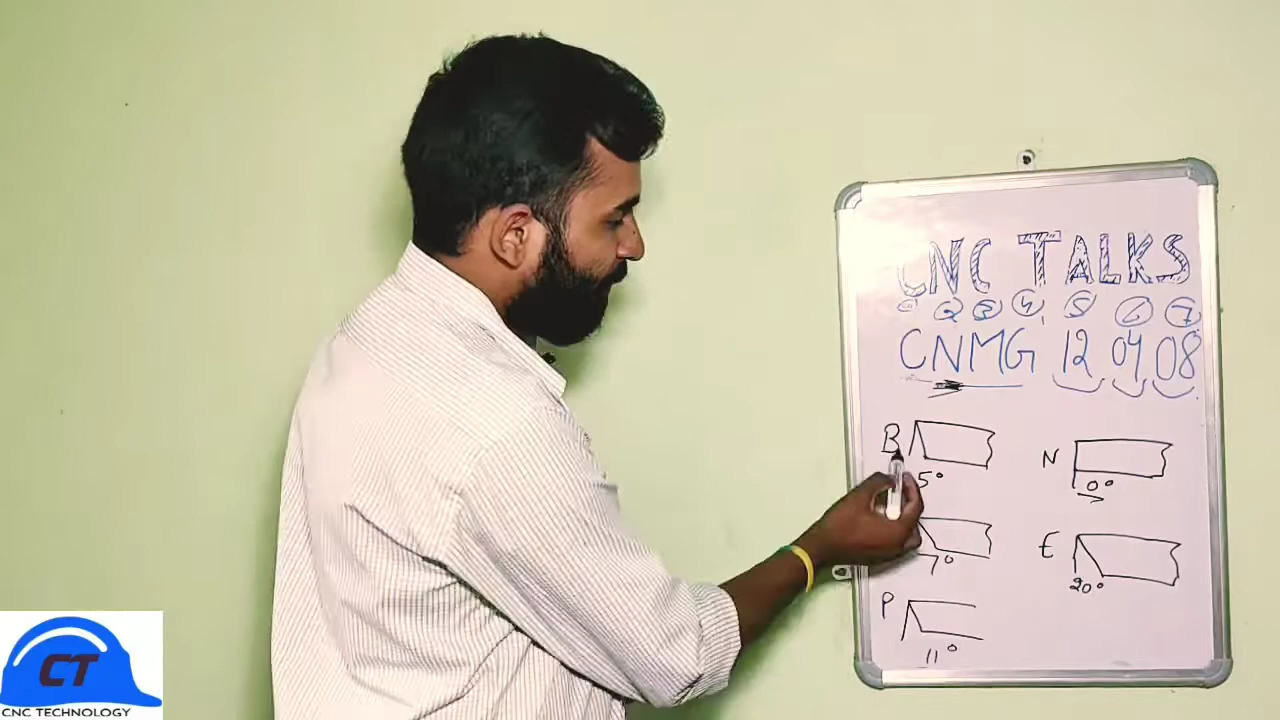 CNC TALKS
1 2 3 4 5 6 7
CNMG 12 04 08
B
5°
N
0°
7°
E
20°
P
11°
CT
CNC TECHNOLOGY